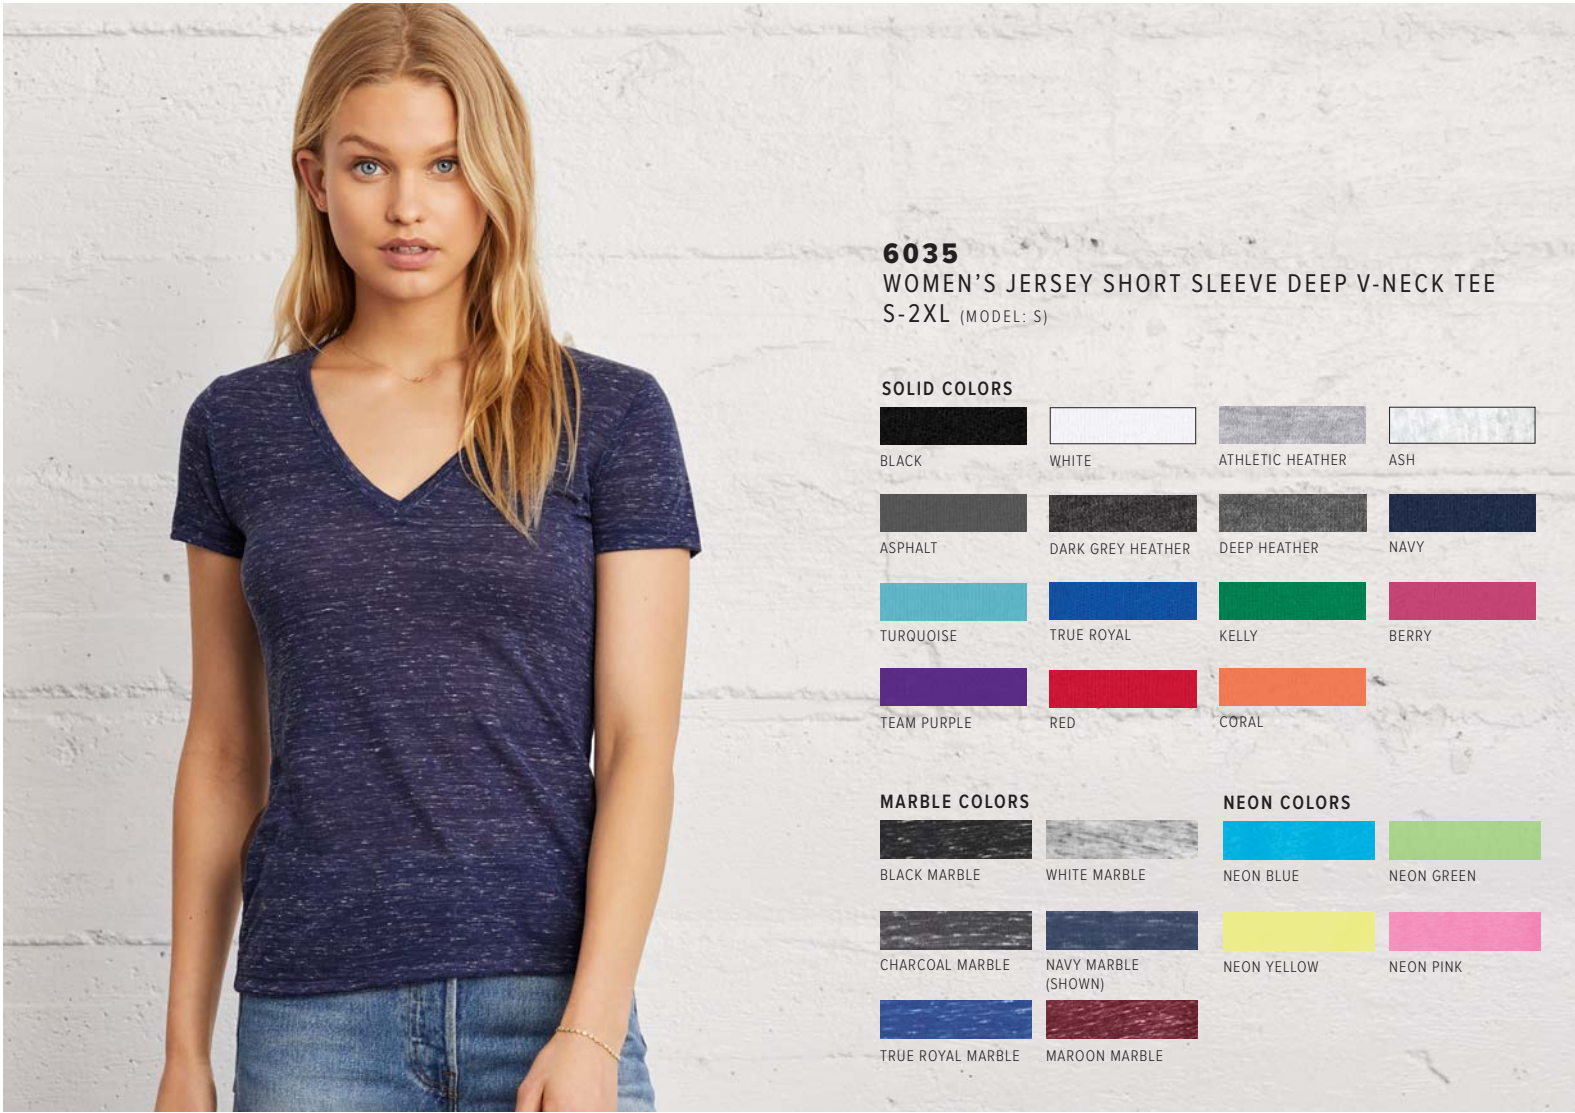 6035
WOMEN’S JERSEY SHORT SLEEVE DEEP V-NECK TEE
S-2XL (MODEL: S)
SOLID COLORS
BLACK
WHITE
ATHLETIC HEATHER
ASH
ASPHALT
DARK GREY HEATHER
DEEP HEATHER
NAVY
TURQUOISE
TRUE ROYAL
KELLY
BERRY
TEAM PURPLE
RED
CORAL
MARBLE COLORS
BLACK MARBLE
WHITE MARBLE
CHARCOAL MARBLE
NAVY MARBLE
(SHOWN)
TRUE ROYAL MARBLE
MAROON MARBLE
NEON COLORS
NEON BLUE
NEON GREEN
NEON YELLOW
NEON PINK